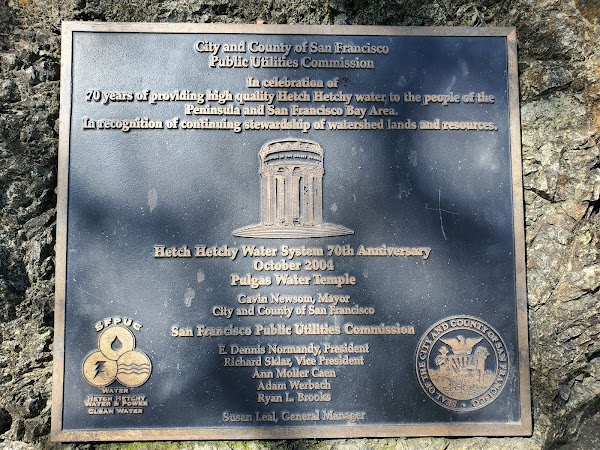 City and County of San Francisco
Public Utilities Commission
In celebration of
70 years of providing high quality Hetch Hetchy water to the people of the
Peninsula and San Francisco Bay Area.
In recognition of continuing stewardship of watershed lands and resources.
Hetch Hetchy Water System 70th Anniversary
October 2004
Pulgas Water Temple
Gavin Newsom, Mayor
City and County of San Francisco
San Francisco Public Utilities Commission
E. Dennis Normandy, President
Richard Sklar, Vice President
Ann Moller Caen
Adam Werbach
Ryan L. Brooks
Susan Leal, General Manager
SFPUC
WATER
HETCH HETCHY
WATER & POWER
CLEAN WATER
SEAL OF THE CITY AND COUNTY OF SAN FRANCISCO